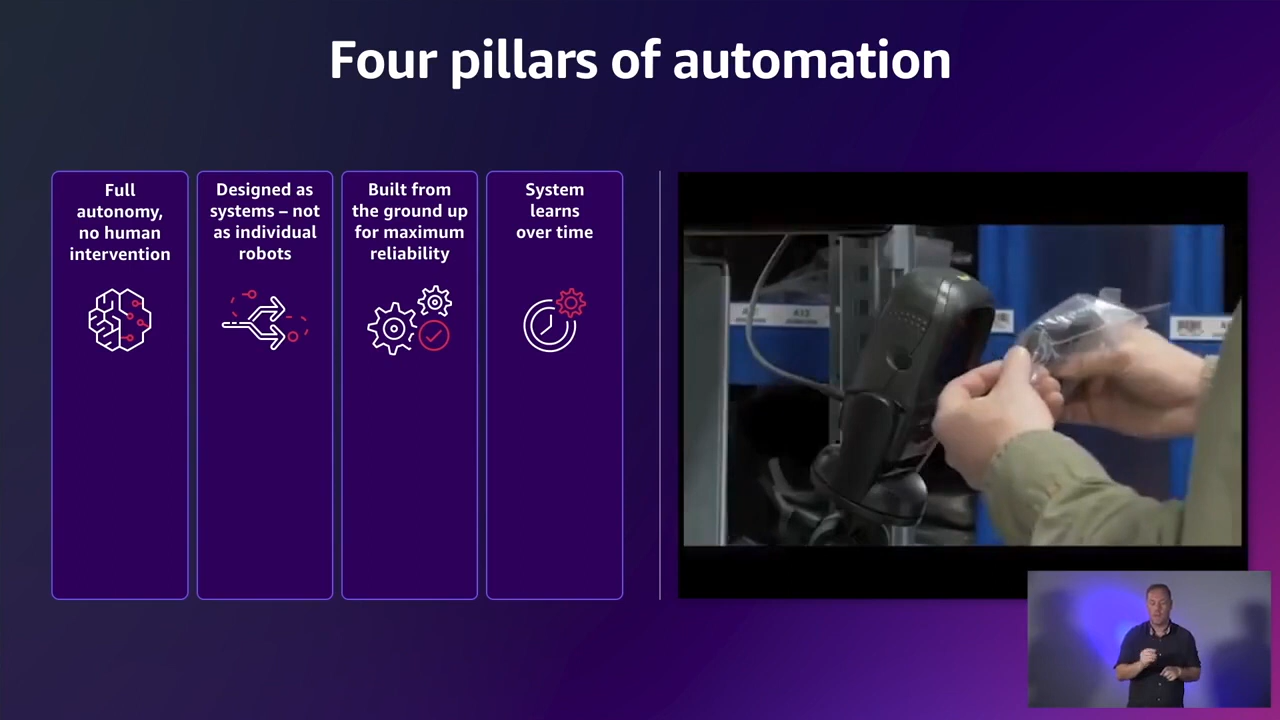 Four pillars of automation
Full
autonomy,
no human
intervention
Designed as
systems – not
as individual
robots
Built from
the ground up
for maximum
reliability
System
learns
over time